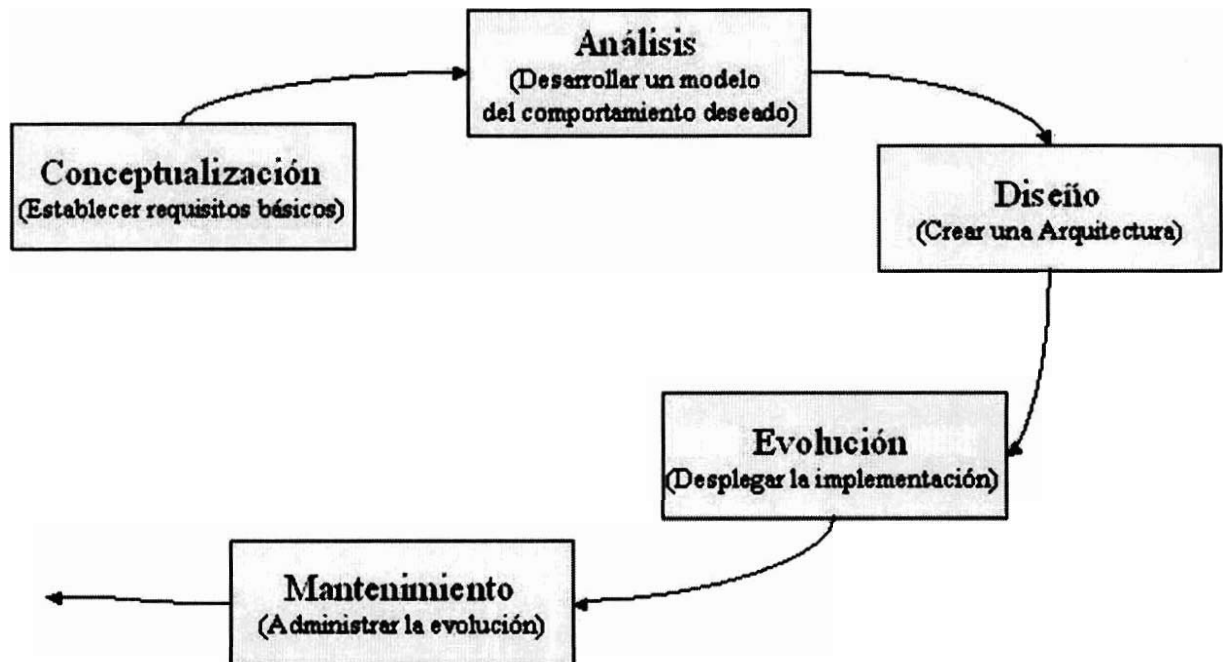 Análisis
(Desarrollar un modelo
del comportamiento deseado)
Conceptualización
(Establecer requisitos básicos)
Diseño
(Crear una Arquitectura)
Evolución
(Desplegar la implementación)
Mantenimiento
(Administrar la evolución)